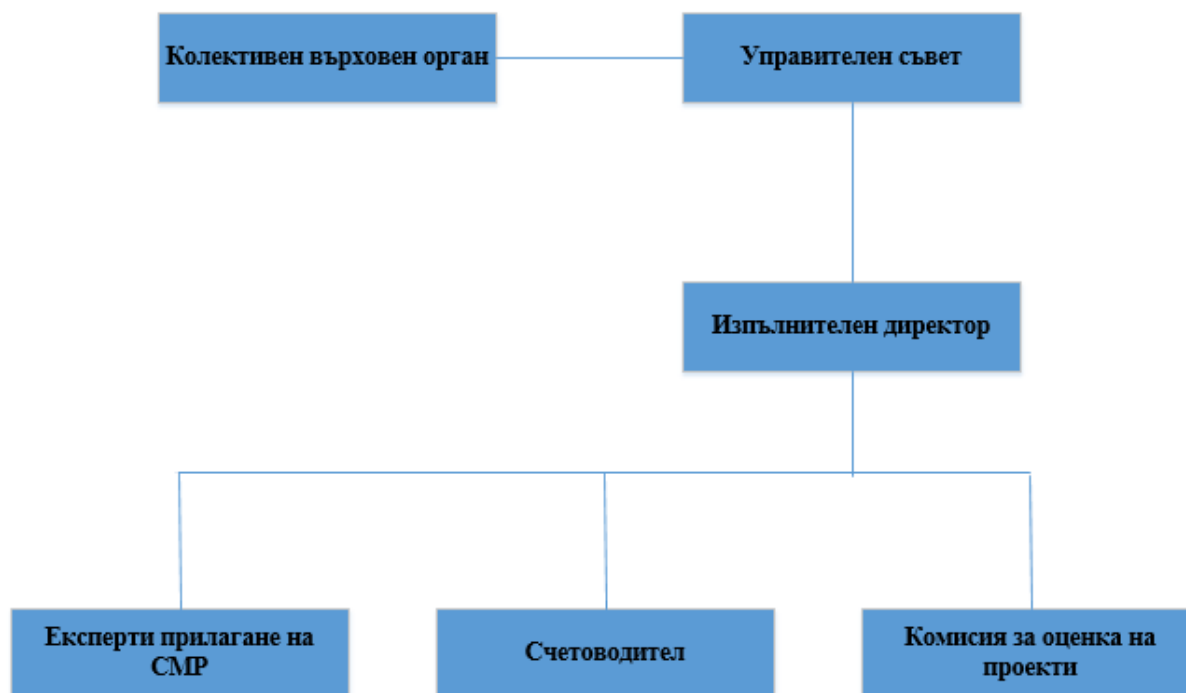 Колективен върховен орган
Управителен съвет
Изпълнителен директор
Експерти прилагане на
СМР
Счетоводител
Комисия за оценка на
проекти